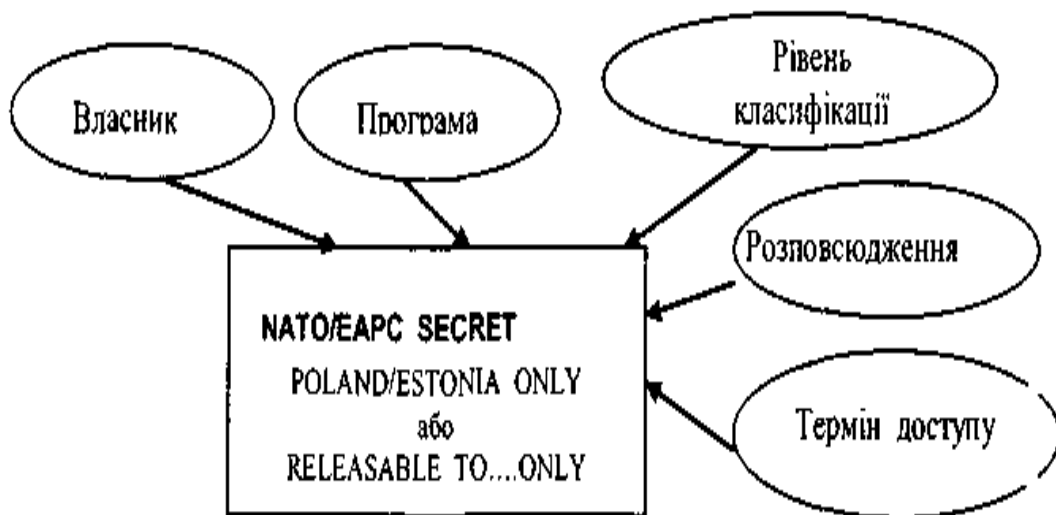 Власник
Програма
Рівень
класифікації
Розповсюдження
NATO/EAPC SECRET
POLAND/ESTONIA ONLY
або
RELEASABLE TO....ONLY
Термін доступу